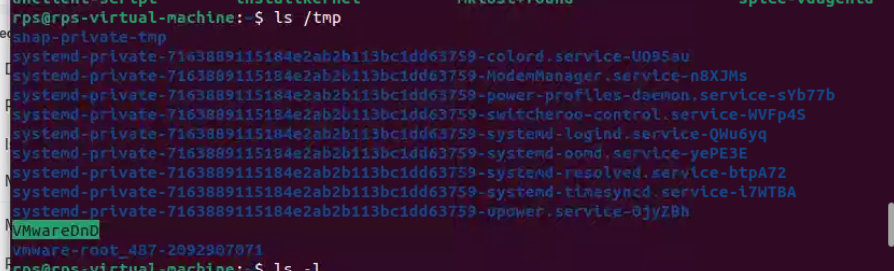 rps@rps-virtual-machine:~$ ls /tmp
snap-private-tmp
systemd-private-7163889115184e2ab2b113bc1dd63759-colord.service-UO95au
systemd-private-7163889115184e2ab2b113bc1dd63759-ModemManager.service-n8XJMs
systemd-private-7163889115184e2ab2b113bc1dd63759-power-profiles-daemon.service-sYb77b
systemd-private-7163889115184e2ab2b113bc1dd63759-switcheroo-control.service-WVFp4S
systemd-private-7163889115184e2ab2b113bc1dd63759-systemd-logind.service-QWu6yq
systemd-private-7163889115184e2ab2b113bc1dd63759-systemd-oomd.service-yePE3E
systemd-private-7163889115184e2ab2b113bc1dd63759-systemd-resolved.service-btpA72
systemd-private-7163889115184e2ab2b113bc1dd63759-systemd-timesyncd.service-i7WTBA
systemd-private-7163889115184e2ab2b113bc1dd63759-upower.service-0jyZBh
VMwareDnD
vmware-root_487-2092907071
rps@rps-virtual-machine:~$ ls -l